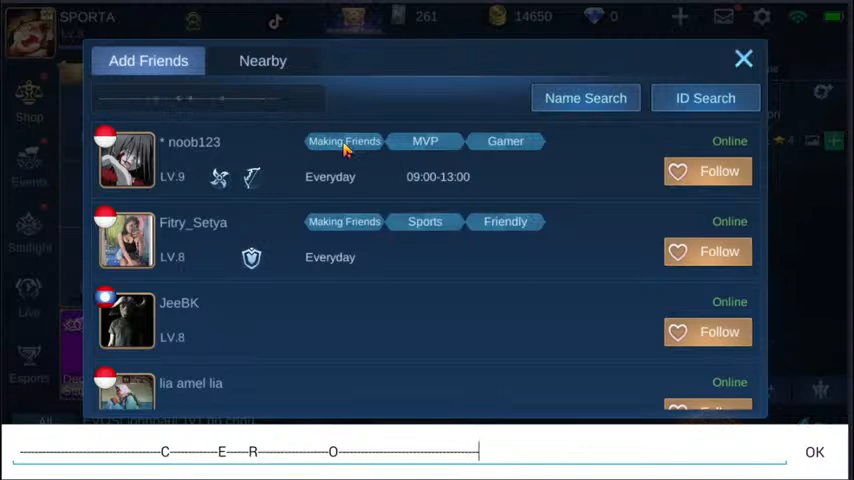 SPORTA
261
14650
0
Add Friends
Nearby
Name Search
ID Search
Shop
* noob123
Making Friends
MVP
Gamer
Online
LV.9
Everyday
09:00-13:00
Follow
Events
Fitry_Setya
Making Friends
Sports
Friendly
Online
LV.8
Everyday
Follow
Starlight
JeeBK
Online
LV.8
Follow
Live
lia amel lia
Online
Esports
C E R O
OK